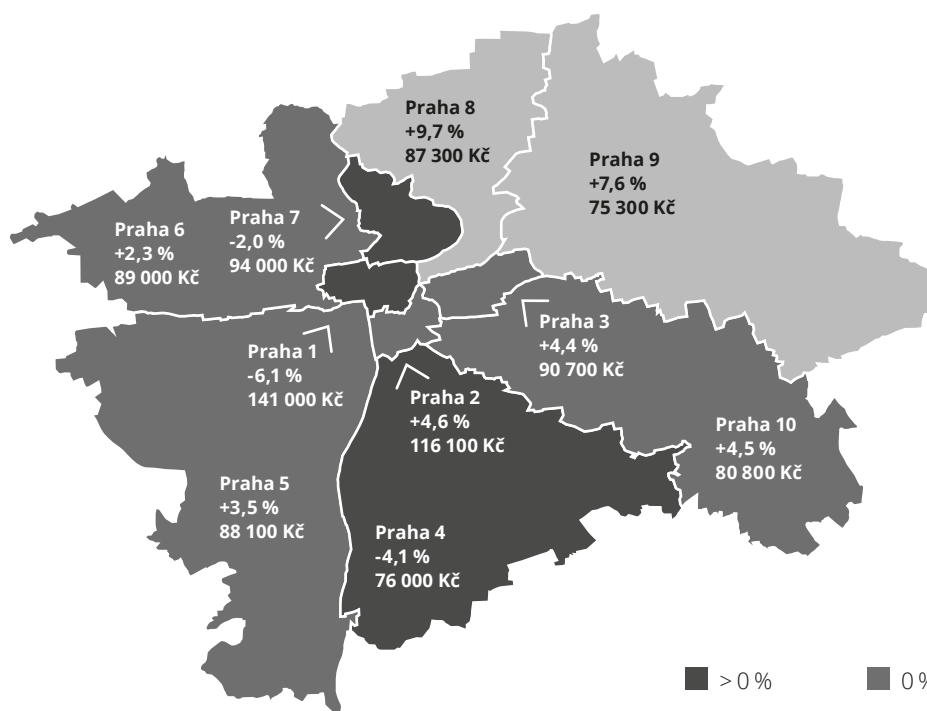 Praha 8
+9,7 %
87 300 Kč
Praha 9
+7,6 %
75 300 Kč
Praha 7
-2,0 %
94 000 Kč
Praha 6
+2,3 %
89 000 Kč
Praha 3
+4,4 %
90 700 Kč
Praha 1
-6,1 %
141 000 Kč
Praha 2
+4,6 %
116 100 Kč
Praha 10
+4,5 %
80 800 Kč
Praha 5
+3,5 %
88 100 Kč
Praha 4
-4,1 %
76 000 Kč
> 0 %
0 %